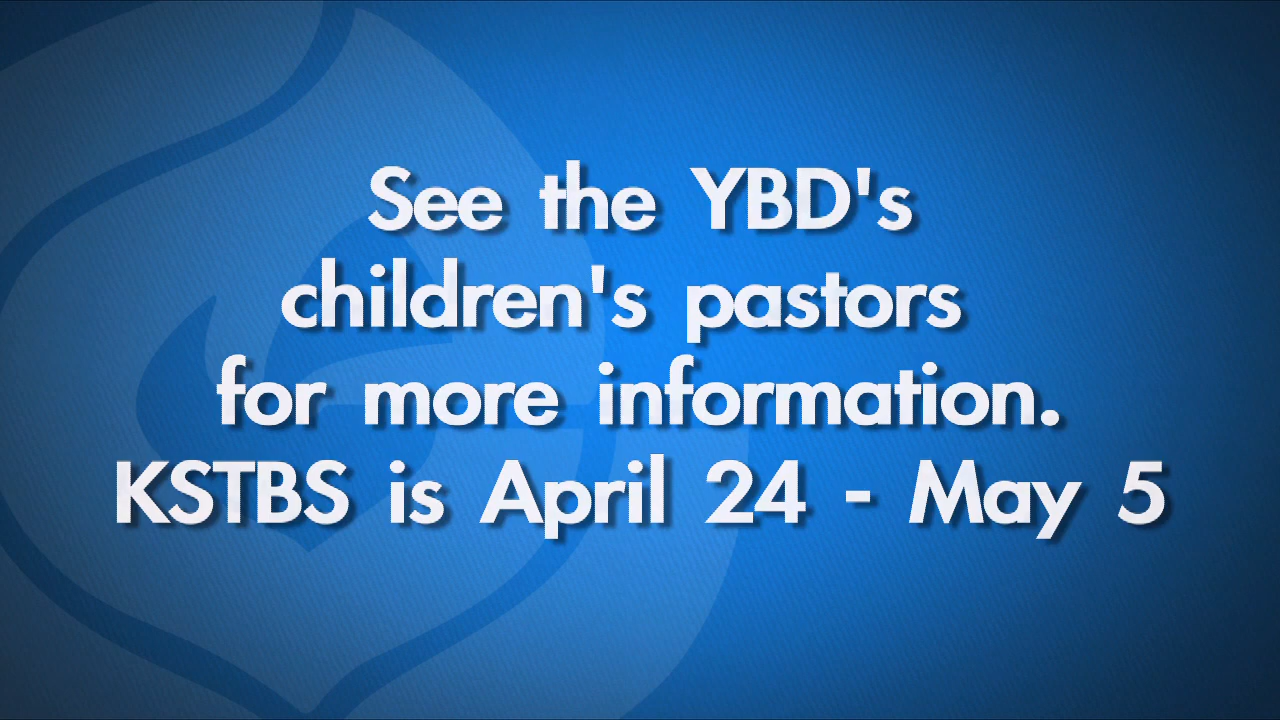 See the YBD's
children's pastors
for more information.
KSTBS is April 24 - May 5